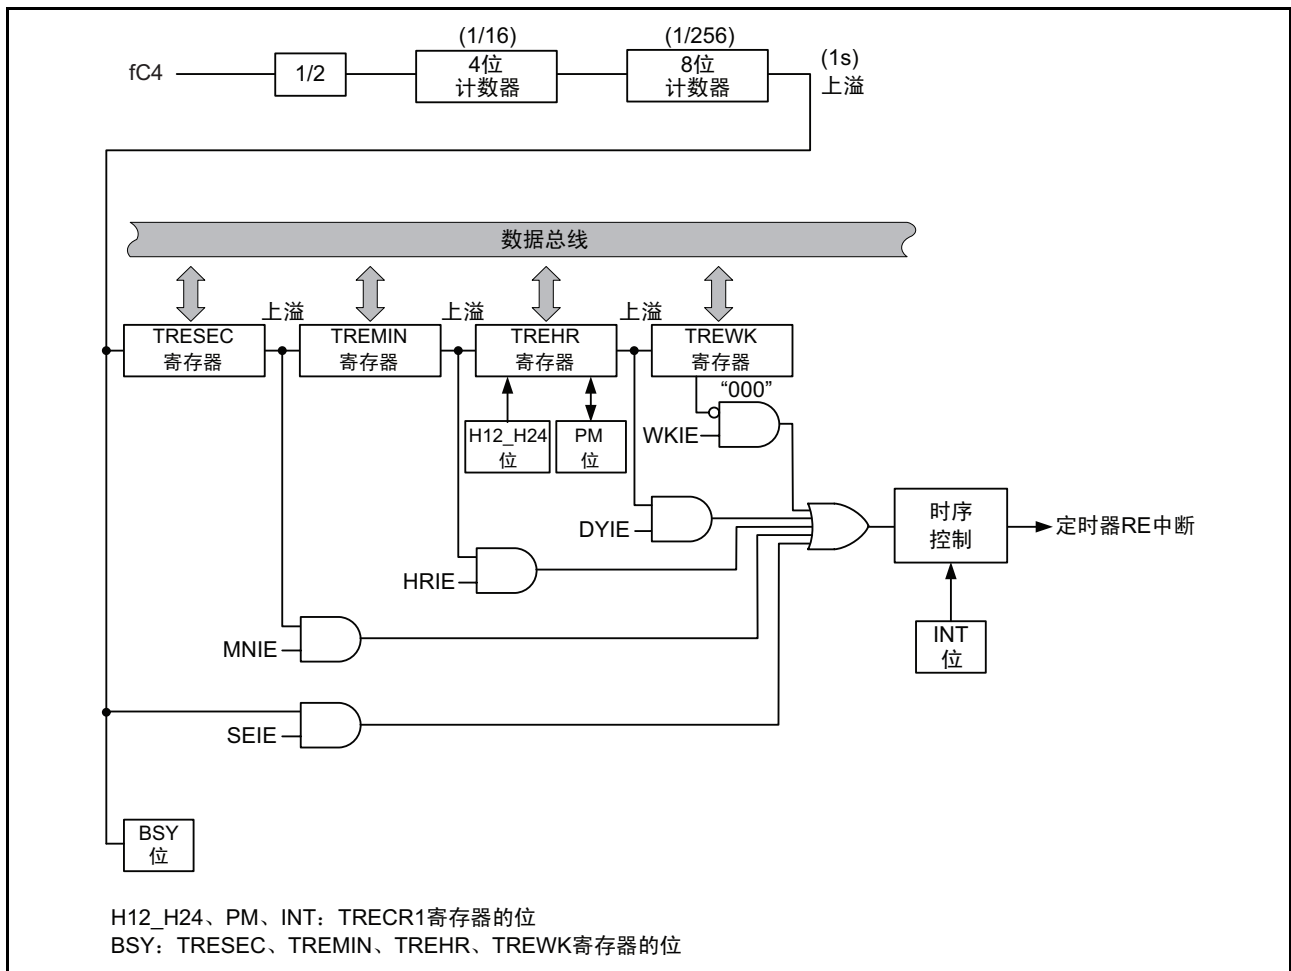 (1/16)
(1/256)
fC4
1/2
4位
计数器
8位
计数器
(1s)
上溢
数据总线
上溢
上溢
上溢
TRESEC
寄存器
TREMIN
寄存器
TREHR
寄存器
TREWK
寄存器
“000”
H12_H24
位
PM
位
WKIE
DYIE
HRIE
MNIE
SEIE
时序
控制
定时器RE中断
INT
位
BSY
位
H12_H24、PM、INT：TRECR1寄存器的位
BSY：TRESEC、TREMIN、TREHR、TREWK寄存器的位